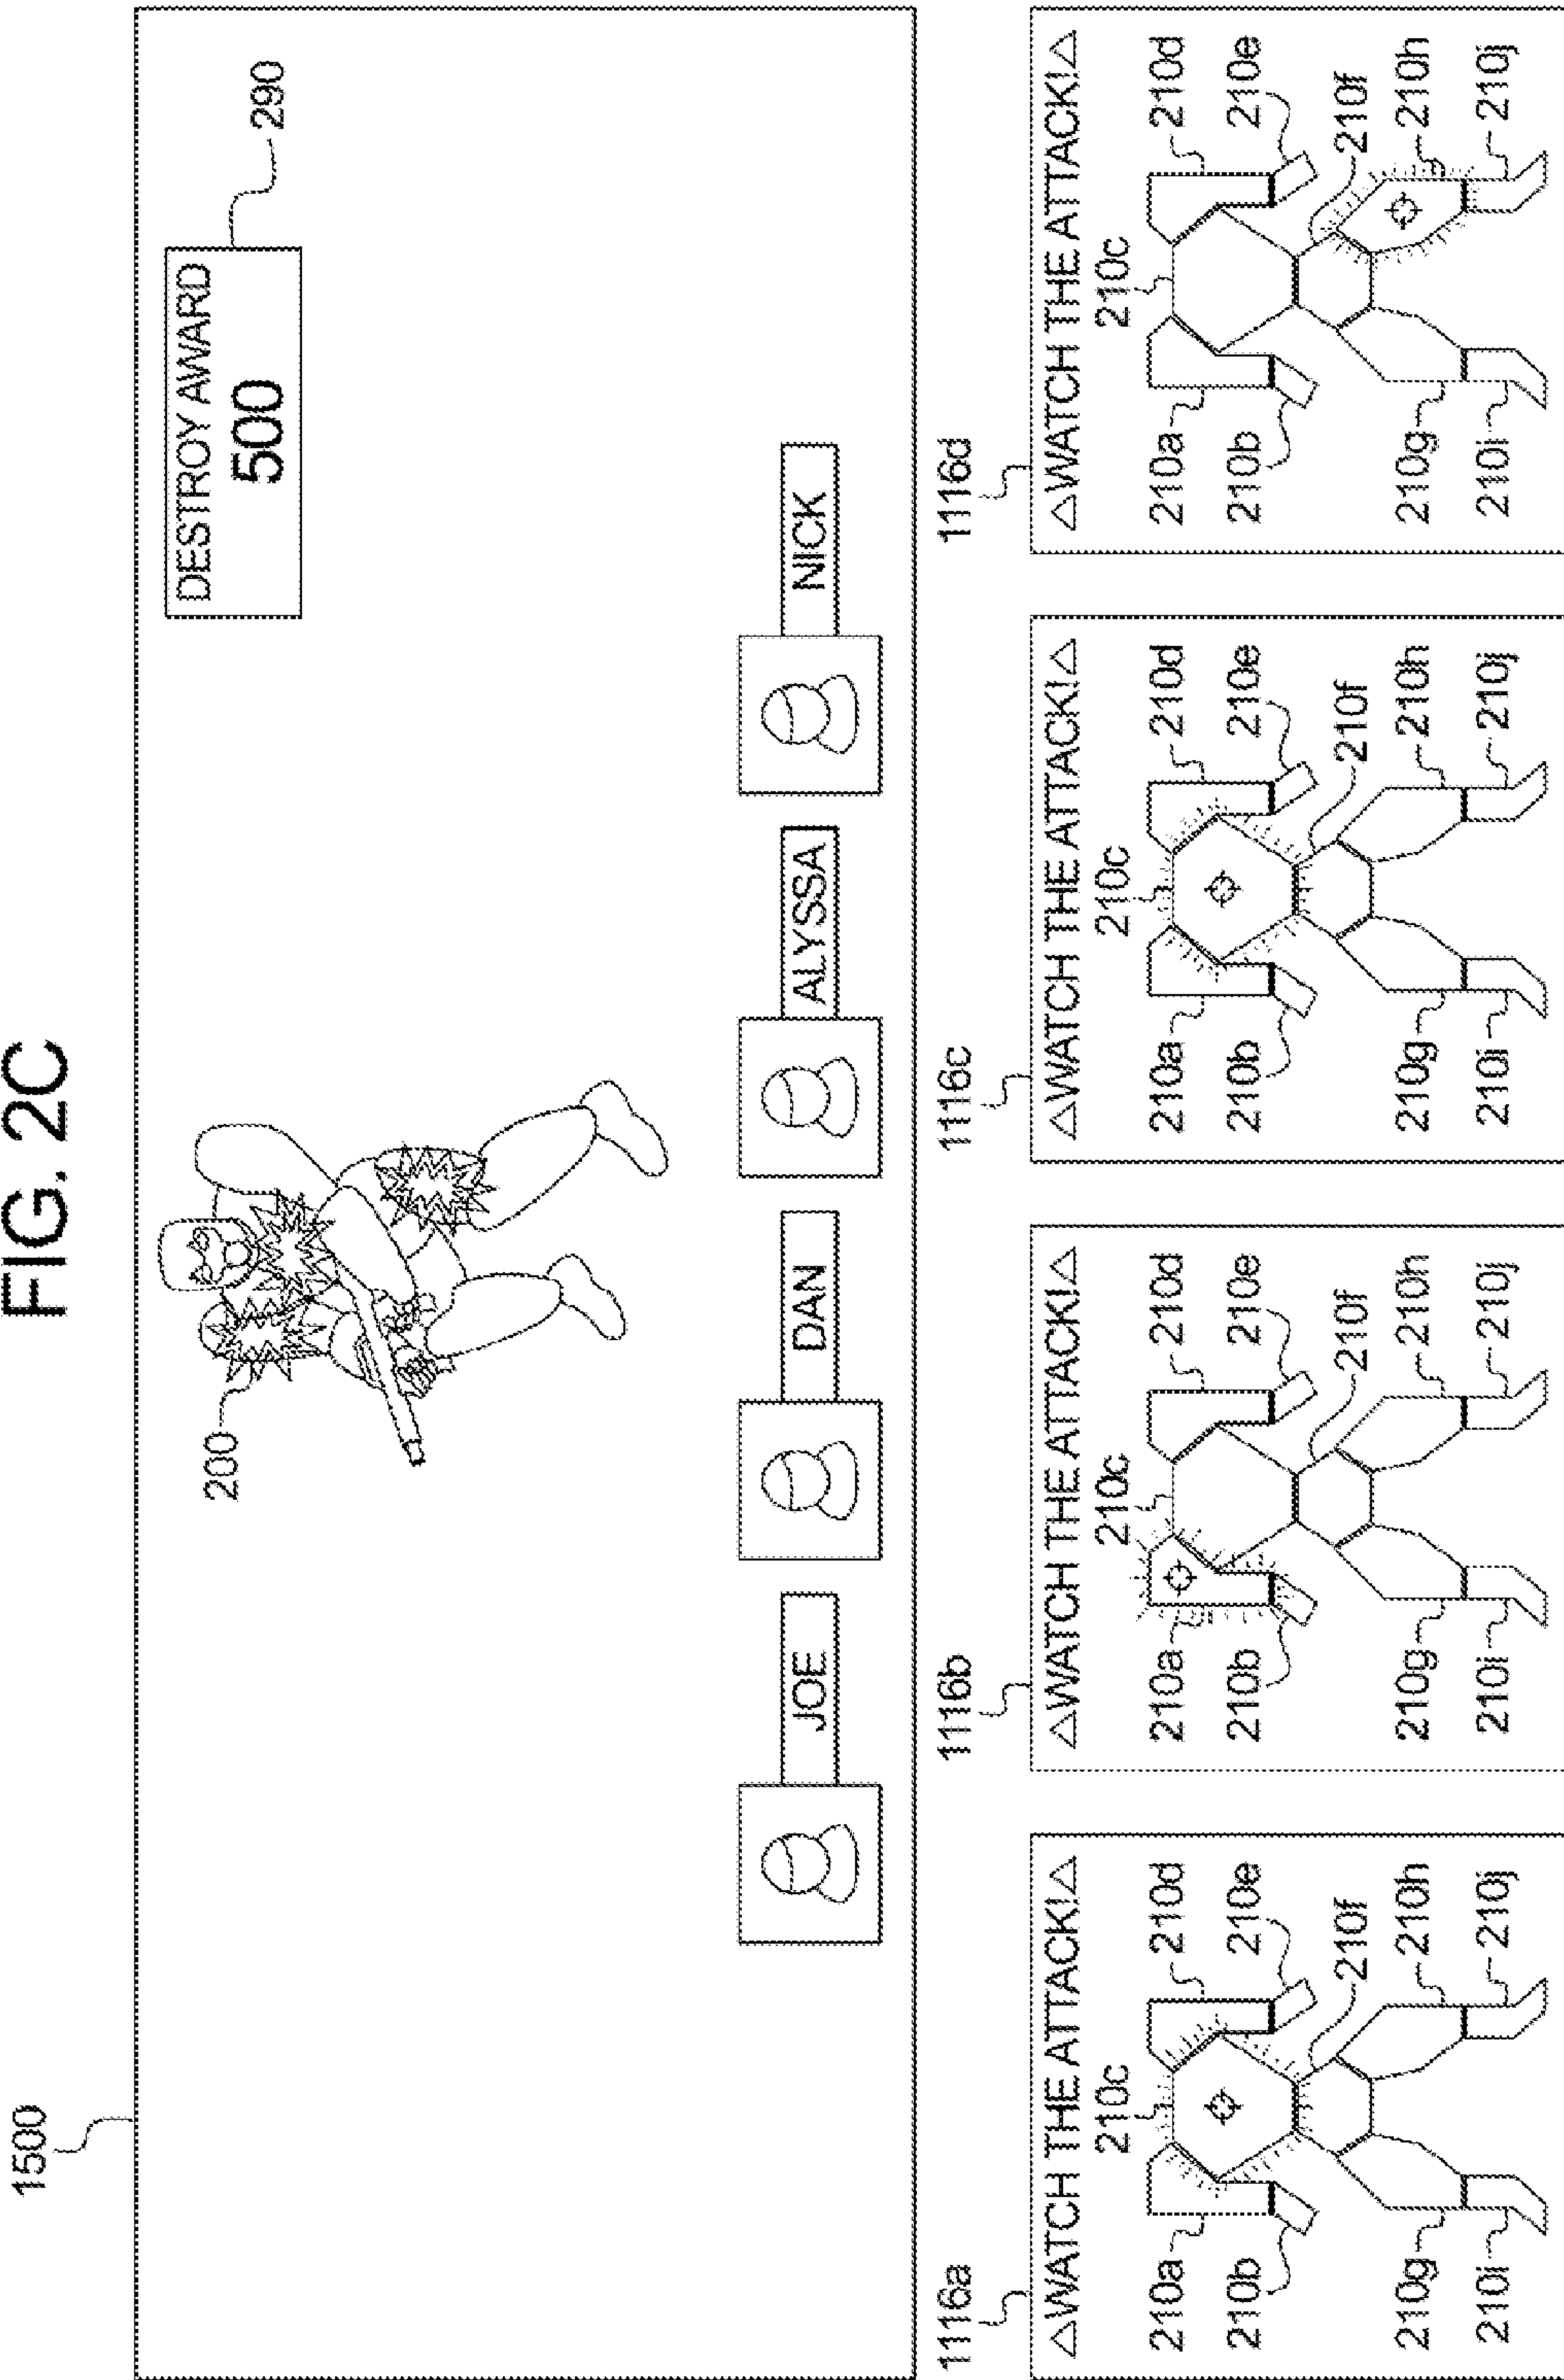 FIG. 2C
1500
DESTROY AWARD
500
290
200
JOE
DAN
ALYSSA
NICK
1116a
△WATCH THE ATTACK!△
210c
210a
210d
210b
210e
210f
210g
210h
210i
210j
1116b
△WATCH THE ATTACK!△
210c
210a
210d
210b
210e
210f
210g
210h
210i
210j
1116c
△WATCH THE ATTACK!△
210c
210a
210d
210b
210e
210f
210g
210h
210i
210j
1116d
△WATCH THE ATTACK!△
210c
210a
210d
210b
210e
210f
210g
210h
210i
210j